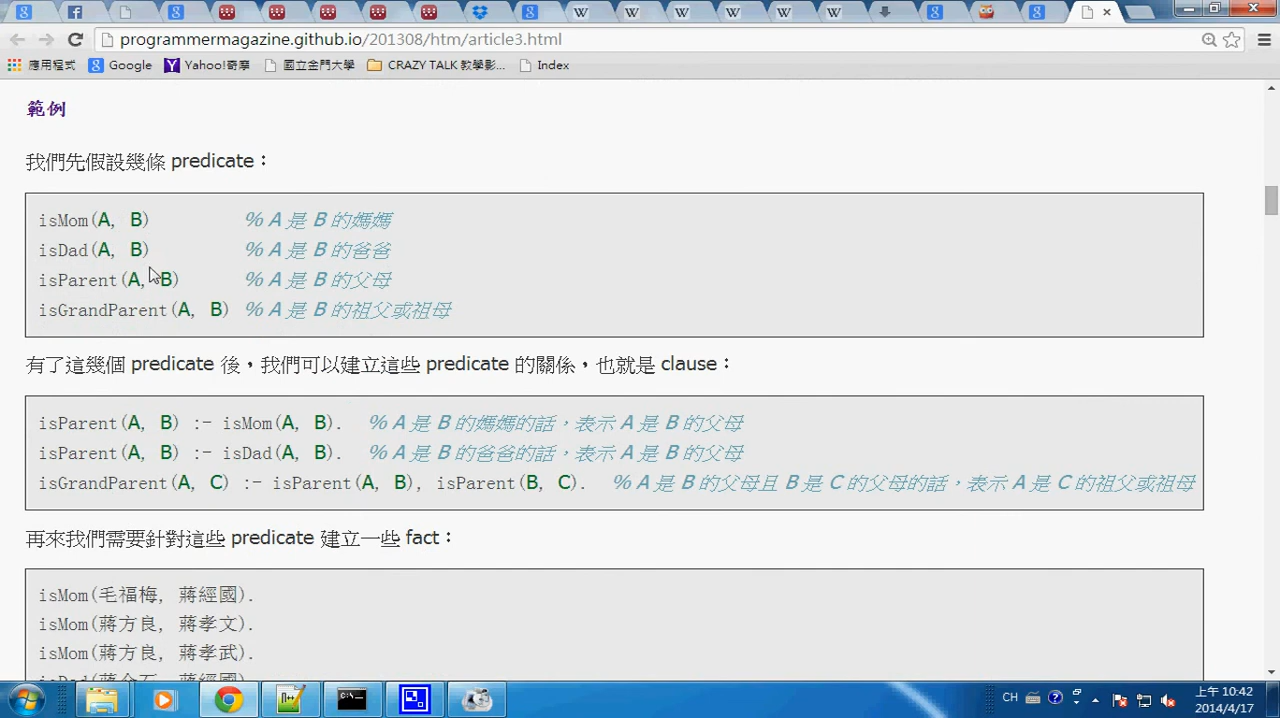 programmermagazine.github.io/201308/htm/article3.html
應用程式 Google Yahoo!奇摩 國立金門大學 CRAZY TALK 教學影... Index
範例
我們先假設幾條 predicate：
isMom(A, B) % A 是 B 的媽媽
isDad(A, B) % A 是 B 的爸爸
isParent(A, B) % A 是 B 的父母
isGrandParent(A, B) % A 是 B 的祖父或祖母
有了這幾個 predicate 後，我們可以建立這些 predicate 的關係，也就是 clause：
isParent(A, B) :- isMom(A, B). % A 是 B 的媽媽的話，表示 A 是 B 的父母
isParent(A, B) :- isDad(A, B). % A 是 B 的爸爸的話，表示 A 是 B 的父母
isGrandParent(A, C) :- isParent(A, B), isParent(B, C). % A 是 B 的父母且 B 是 C 的父母的話，表示 A 是 C 的祖父或祖母
再來我們需要針對這些 predicate 建立一些 fact：
isMom(毛福梅, 蔣經國).
isMom(蔣方良, 蔣孝文).
isMom(蔣方良, 蔣孝武).
isDad(蔣介石, 蔣經國).
CH 上午 10:42
2014/4/17